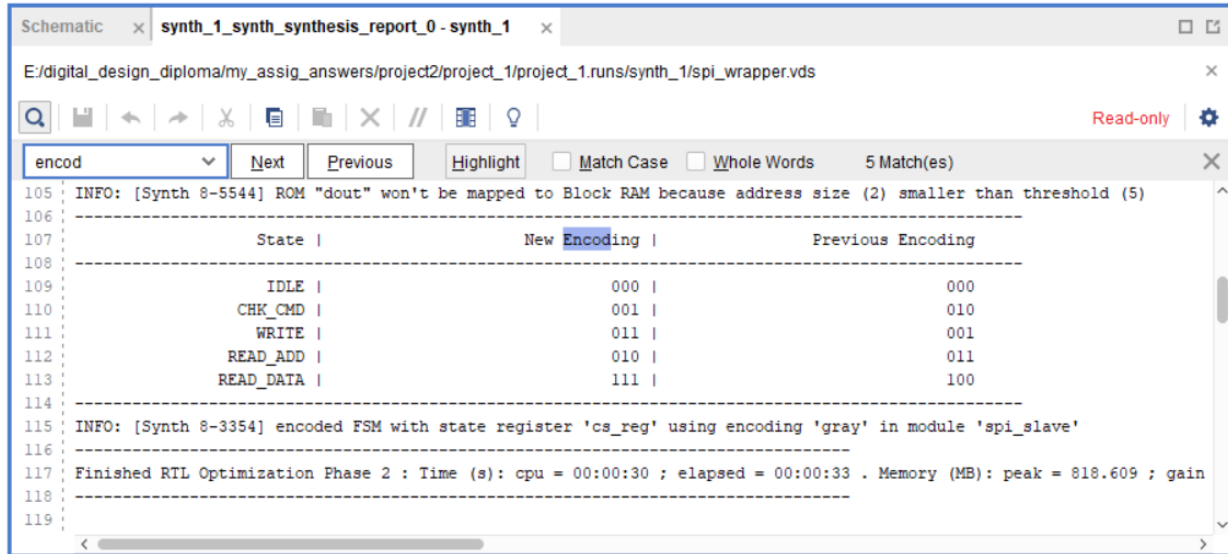 Schematic × synth_1_synth_synthesis_report_0 - synth_1 ×
E:/digital_design_diploma/my_assig_answers/project2/project_1/project_1.runs/synth_1/spi_wrapper.vds ×
Read-only
encod Next Previous Highlight Match Case Whole Words 5 Match(es) ×
105 INFO: [Synth 8-5544] ROM "dout" won't be mapped to Block RAM because address size (2) smaller than threshold (5)
106 ----------------------------------------------------------------------------------------------------
107 State | New Encoding | Previous Encoding
108 ----------------------------------------------------------------------------------------------------
109 IDLE | 000 | 000
110 CHK_CMD | 001 | 010
111 WRITE | 011 | 001
112 READ_ADD | 010 | 011
113 READ_DATA | 111 | 100
114 ----------------------------------------------------------------------------------------------------
115 INFO: [Synth 8-3354] encoded FSM with state register 'cs_reg' using encoding 'gray' in module 'spi_slave'
116 ---------------------------------------------------------------------------------
117 Finished RTL Optimization Phase 2 : Time (s): cpu = 00:00:30 ; elapsed = 00:00:33 . Memory (MB): peak = 818.609 ; gain
118 ---------------------------------------------------------------------------------
119